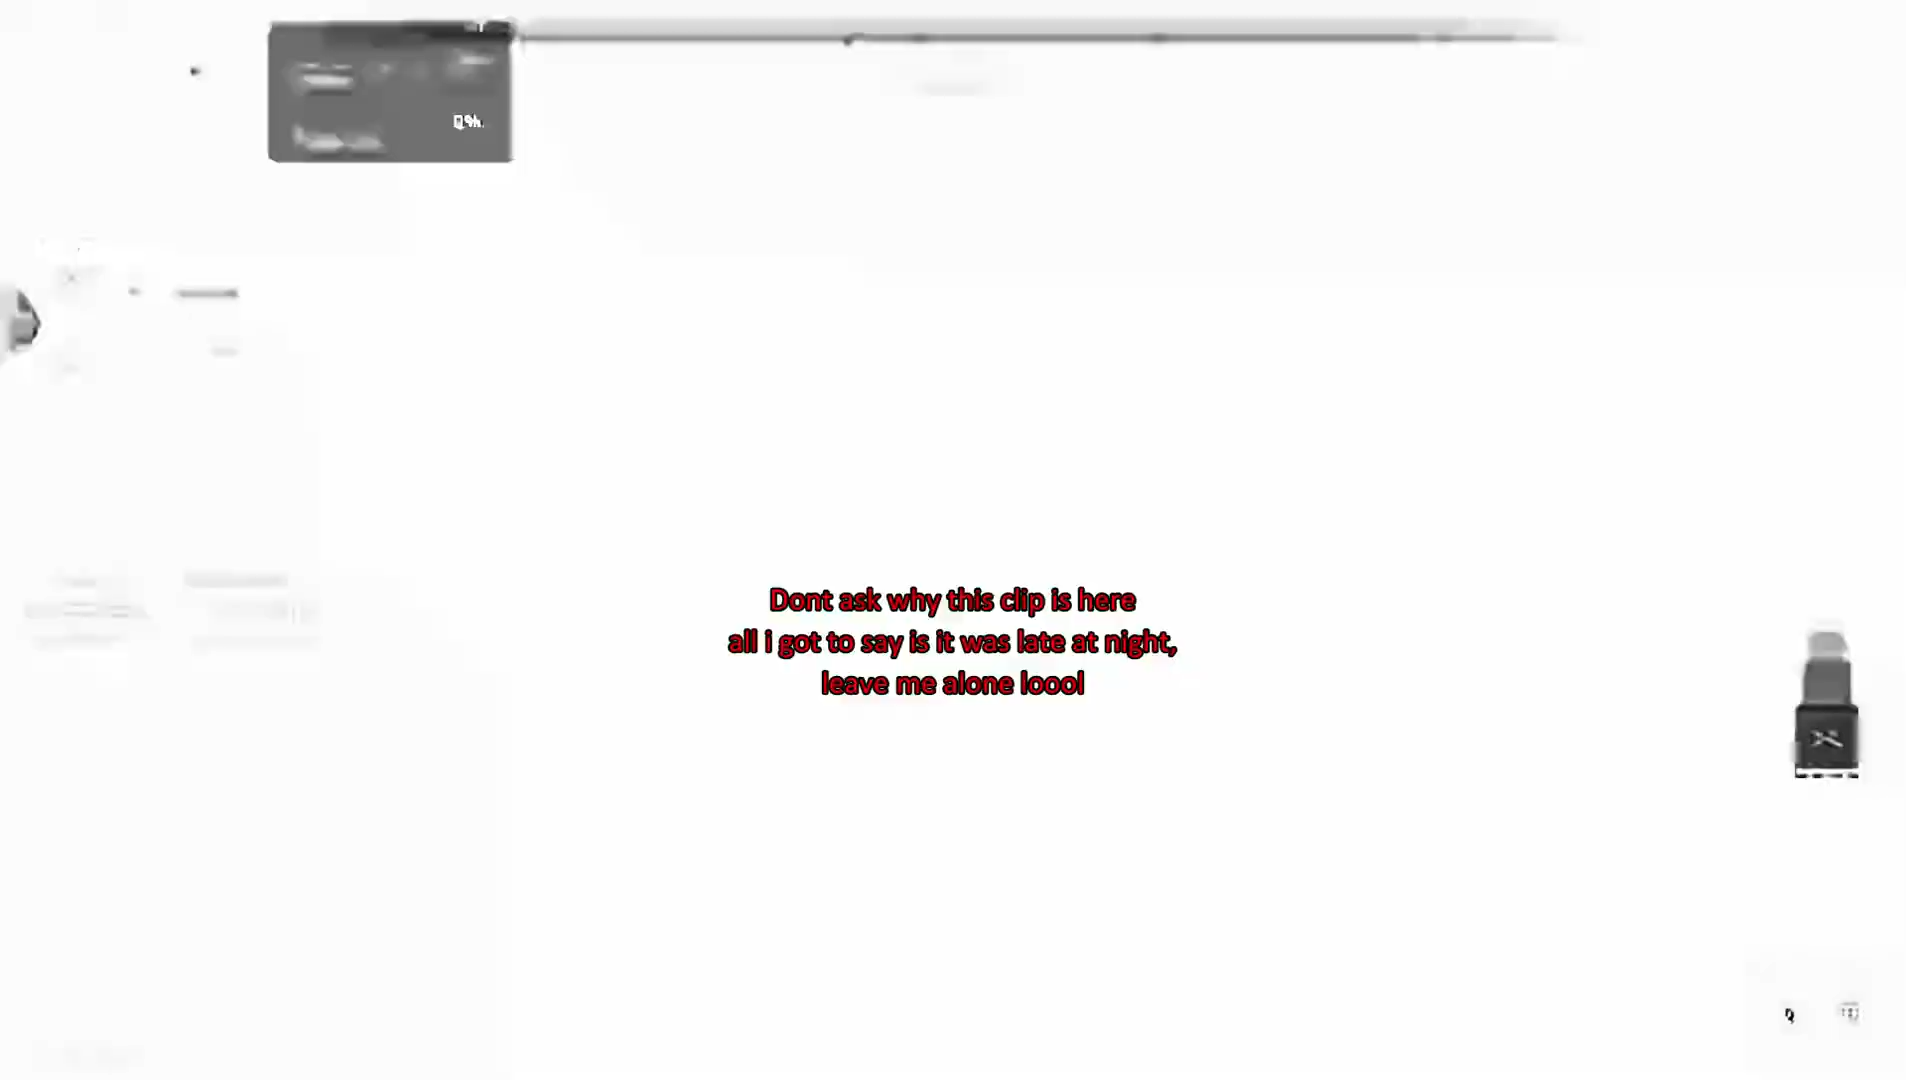 0%
Dont ask why this clip is here
all i got to say is it was late at night,
leave me alone loool